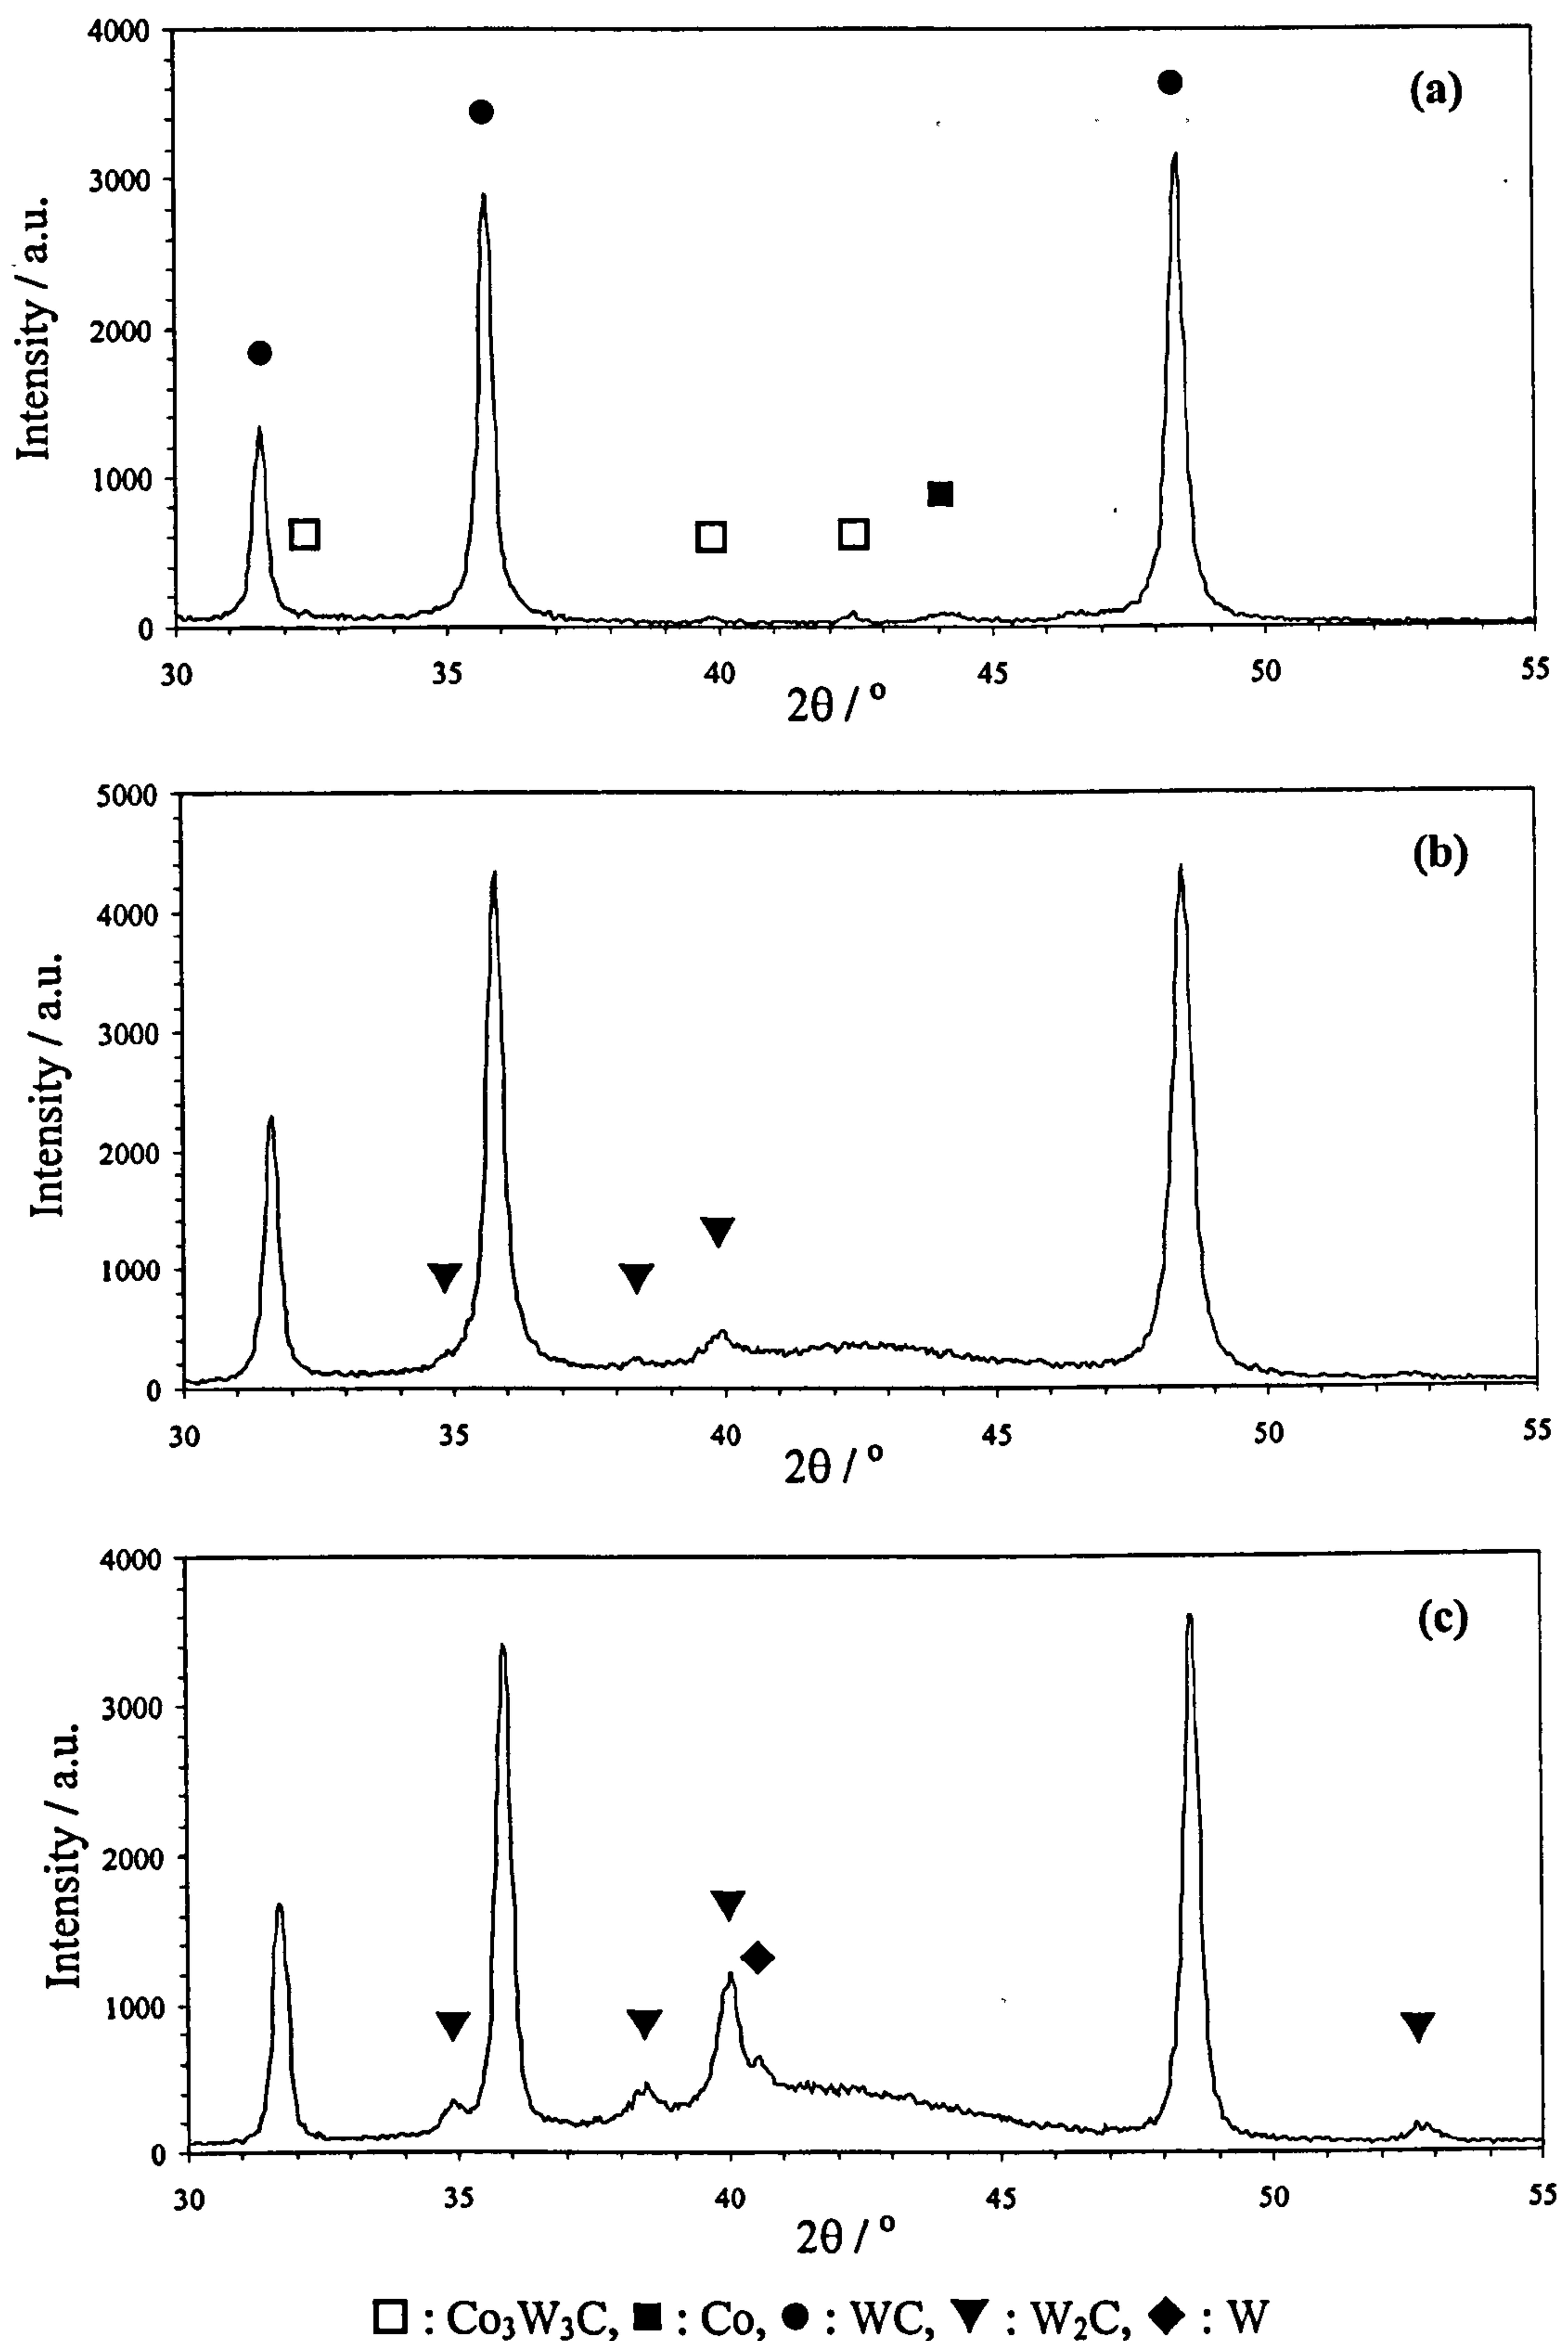 (a)
Intensity / a.u.
4000
3000
2000
1000
0
30 35 40 45 50 55
2θ / º
(b)
Intensity / a.u.
5000
4000
3000
2000
1000
0
30 35 40 45 50 55
2θ / º
(c)
Intensity / a.u.
4000
3000
2000
1000
0
30 35 40 45 50 55
2θ / º
□ : Co₃W₃C, ■ : Co, ● : WC, ▼ : W₂C, ◆ : W